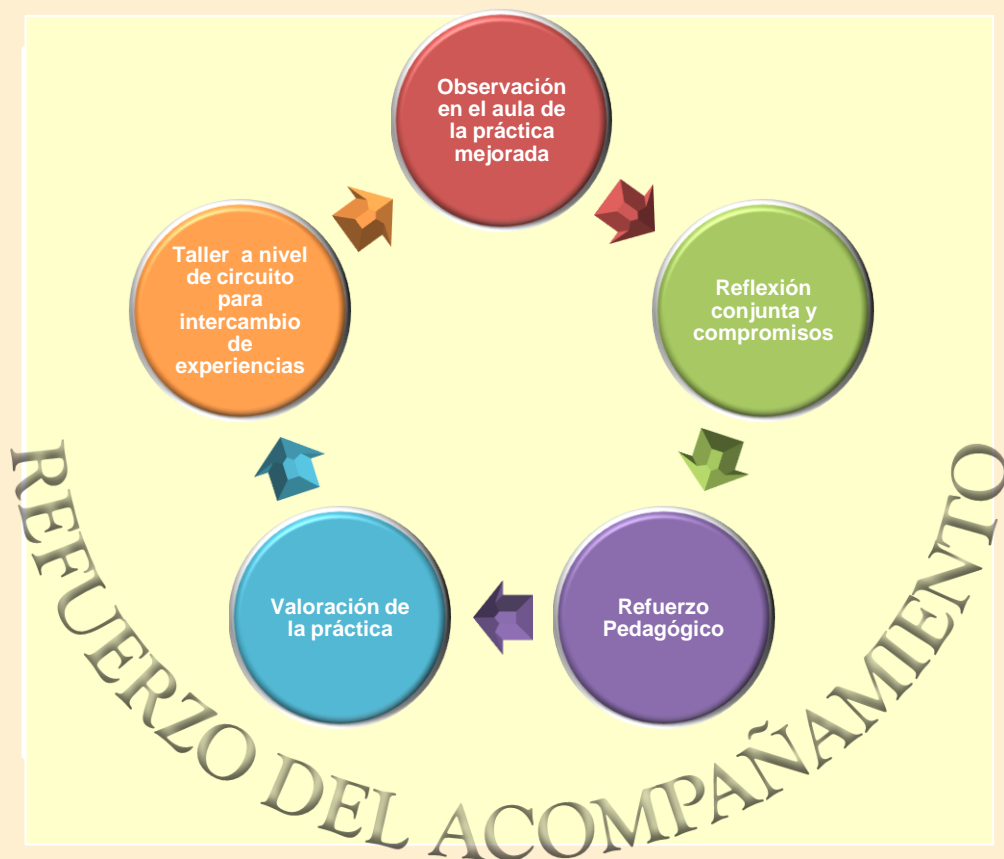 Observación
en el aula de
la práctica
mejorada
Taller a nivel
de circuito
para
intercambio
de
experiencias
Reflexión
conjunta y
compromisos
Valoración de
la práctica
Refuerzo
Pedagógico
REFUERZO DEL ACOMPAÑAMIENTO